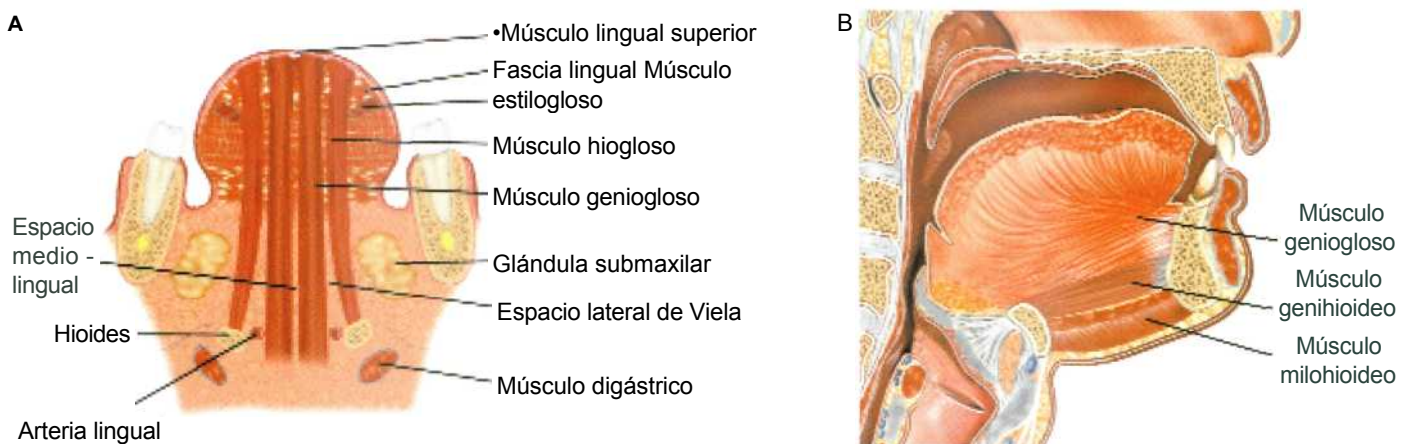 A
•Músculo lingual superior
Fascia lingual Músculo
estilogloso
Músculo hiogloso
Músculo geniogloso
Glándula submaxilar
Espacio lateral de Viela
Músculo digástrico
Espacio
medio -
lingual
Hioides
Arteria lingual
B
Músculo
geniogloso
Músculo
genihioideo
Músculo
milohioideo